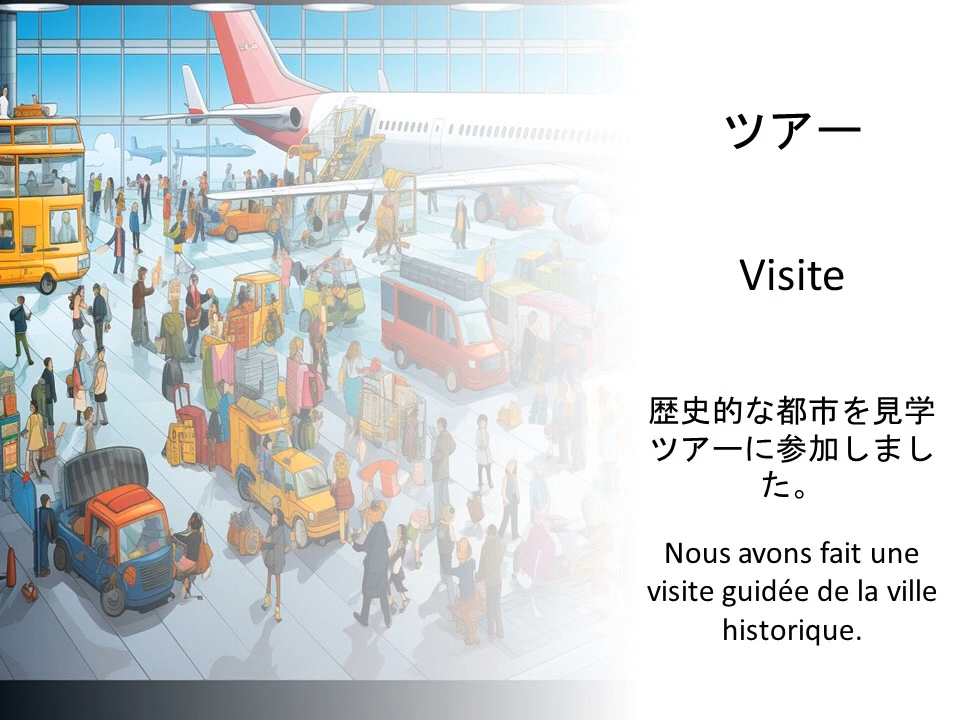 ツアー
Visite
歴史的な都市を見学
ツアーに参加しまし
た。
Nous avons fait une
visite guidée de la ville
historique.